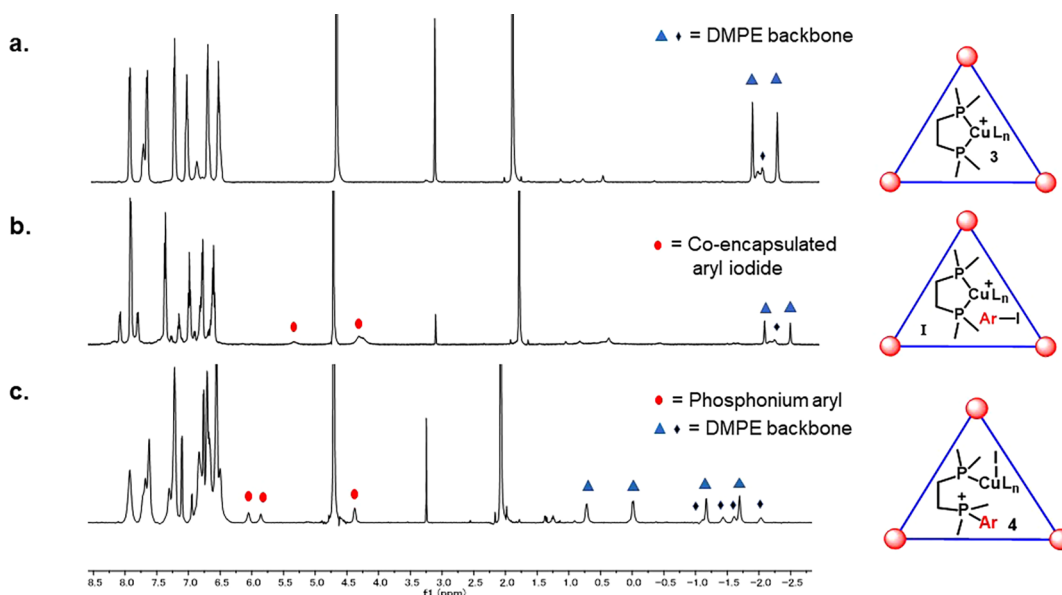 a.
▲ ♦ = DMPE backbone
P
+
CuLn
P
3
b.
● = Co-encapsulated
aryl iodide
P
+
CuLn
P
Ar—I
I
c.
● = Phosphonium aryl
▲ ♦ = DMPE backbone
I
P
CuLn
+
P
Ar
4
8.5 8.0 7.5 7.0 6.5 6.0 5.5 5.0 4.5 4.0 3.5 3.0 2.5 2.0 1.5 1.0 0.5 0.0 -0.5 -1.0 -1.5 -2.0 -2.5
f1 (ppm)